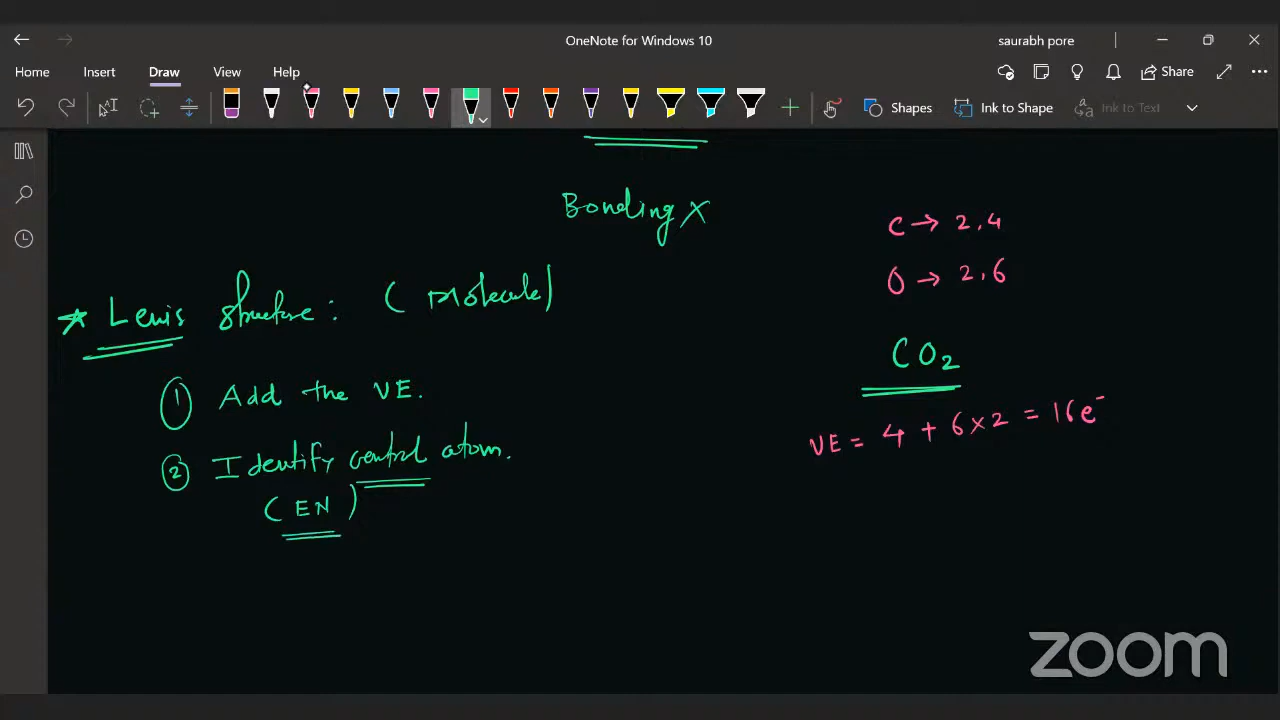 OneNote for Windows 10
saurabh pore
Home Insert Draw View Help
Share
Shapes
Ink to Shape
Ink to Text
Bonding X
C → 2,4
O → 2,6
* Lewis structure: (Molecule)
CO2
① Add the VE.
VE = 4 + 6×2 = 16e-
② Identify central atom.
(EN)
zoom